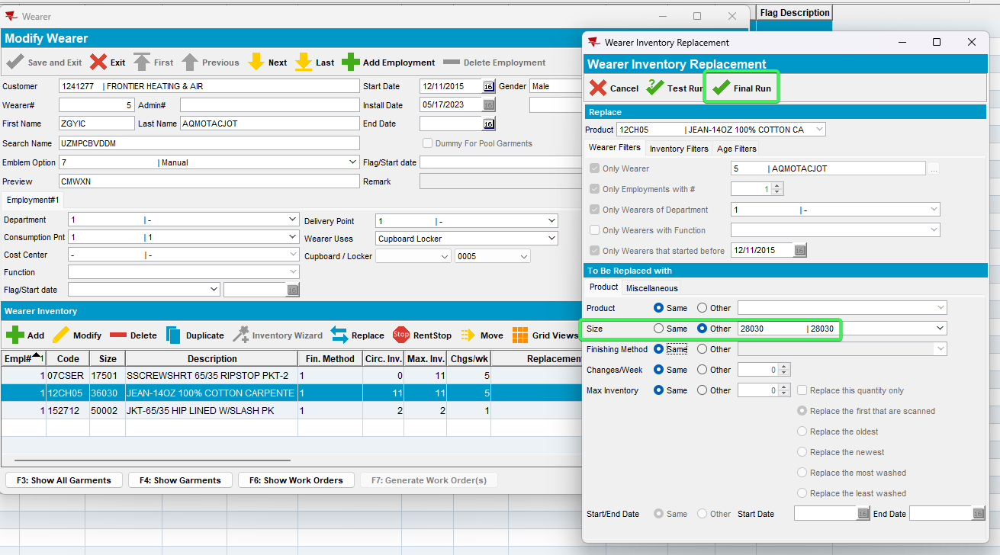 Flag Description
Wearer
Modify Wearer
Save and Exit Exit First Previous Next Last Add Employment Delete Employment
Customer 1241277 | FRONTIER HEATING & AIR Start Date 12/11/2015 16 Gender Male
Wearer# 5 Admin# Install Date 05/17/2023 16
First Name ZGYIC Last Name AQMOTACJOT End Date 16
Search Name UZMPCBVDDM Dummy For Pool Garments
Emblem Option 7 | Manual Flag/Start date
Preview CMWXN Remark
Employment#1
Department 1 | - Delivery Point 1 | -
Consumption Pnt 1 | 1 Wearer Uses Cupboard Locker
Cost Center - | - Cupboard / Locker 0005
Function
Flag/Start date 16
Wearer Inventory
Add Modify Delete Duplicate Inventory Wizard Replace STOP RentStop Move Grid Views
Empl# 1 Code Size Description Fin. Method Circ. Inv. Max. Inv. Chgs/wk Replacemen
1 07CSER 17501 SSCREWSHRT 65/35 RIPSTOP PKT-2 1 0 11 5
1 12CH05 36030 JEAN-14OZ 100% COTTON CARPENTE 1 11 11 5
1 152712 50002 JKT-65/35 HIP LINED W/SLASH PK 1 2 2 1
F3: Show All Garments F4: Show Garments F6: Show Work Orders F7: Generate Work Order(s)
Wearer Inventory Replacement
Wearer Inventory Replacement
Cancel ? Test Run Final Run
Replace
Product 12CH05 | JEAN-14OZ 100% COTTON CA
Wearer Filters Inventory Filters Age Filters
Only Wearer 5 | AQMOTACJOT ...
Only Employments with # 1
Only Wearers of Department 1 | -
Only Wearers with Function
Only Wearers that started before 12/11/2015 16
To Be Replaced with
Product Miscellaneous
Product Same Other
Size Same Other 28030 | 28030
Finishing Method Same Other
Changes/Week Same Other 0
Max Inventory Same Other 0 Replace this quantity only
Replace the first that are scanned
Replace the oldest
Replace the newest
Replace the most washed
Replace the least washed
Start/End Date Same Other Start Date 16 End Date 16